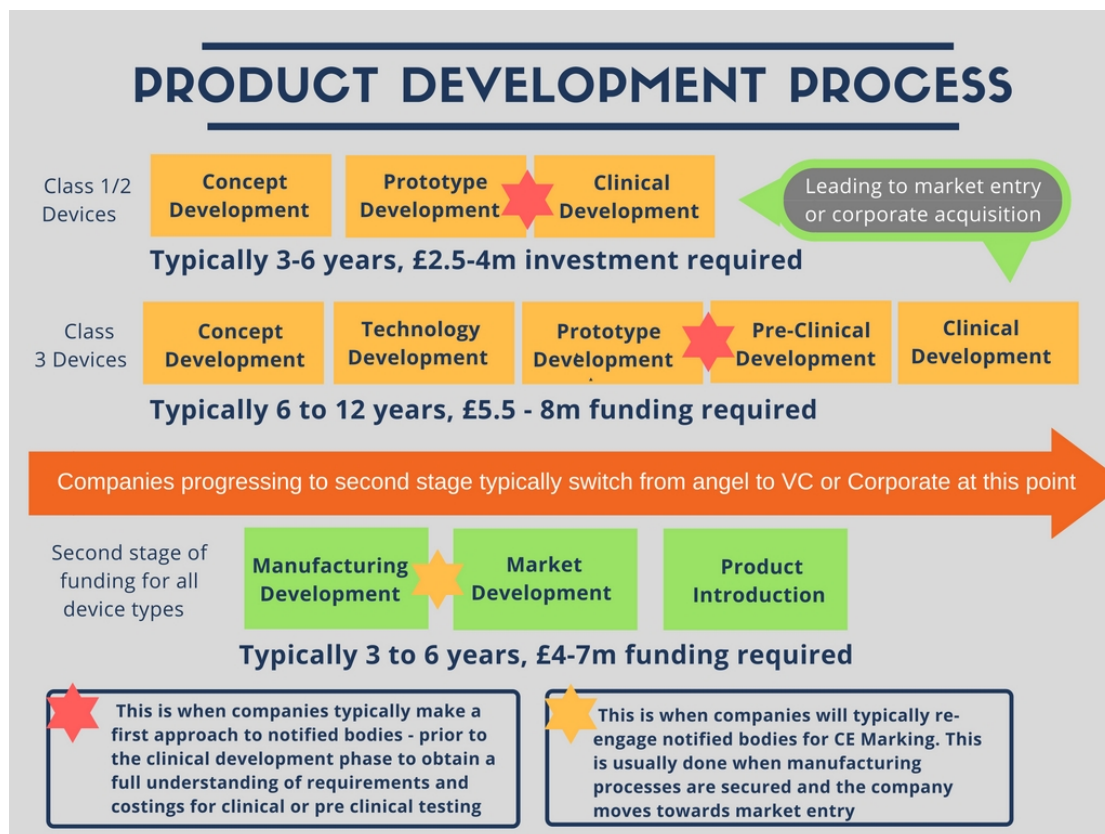 PRODUCT DEVELOPMENT PROCESS
Class 1/2
Devices
Concept
Development
Prototype
Development
Clinical
Development
Leading to market entry
or corporate acquisition
Typically 3-6 years, £2.5-4m investment required
Class
3 Devices
Concept
Development
Technology
Development
Prototype
Development
Pre-Clinical
Development
Clinical
Development
Typically 6 to 12 years, £5.5 - 8m funding required
Companies progressing to second stage typically switch from angel to VC or Corporate at this point
Second stage of
funding for all
device types
Manufacturing
Development
Market
Development
Product
Introduction
Typically 3 to 6 years, £4-7m funding required
This is when companies typically make a
first approach to notified bodies - prior to
the clinical development phase to obtain a
full understanding of requirements and
costings for clinical or pre clinical testing
This is when companies will typically re-
engage notified bodies for CE Marking. This
is usually done when manufacturing
processes are secured and the company
moves towards market entry